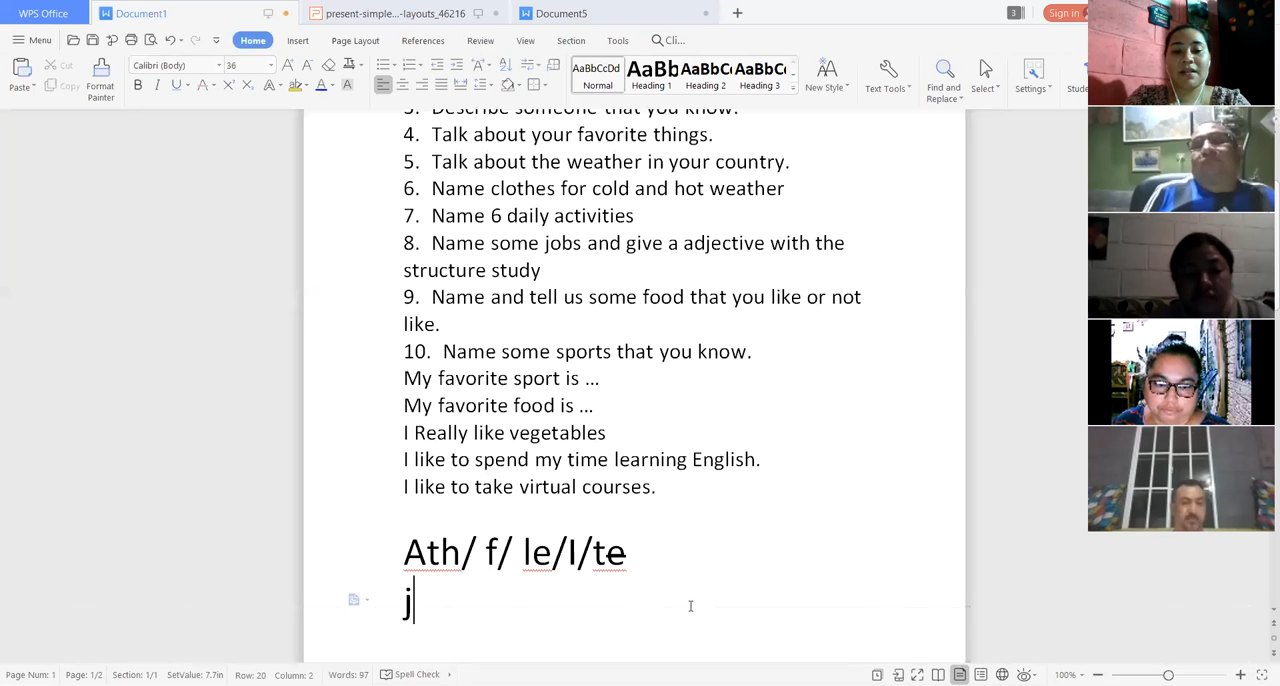 WPS Office Document1 present-simple...-layouts_46216 Document5 3 Sign in
Menu Home Insert Page Layout References Review View Section Tools Cli...
Paste Cut Copy Format Painter Calibri (Body) 36 AaBbCcDd Normal AaBb Heading 1 AaBbC Heading 2 AaBbC Heading 3 New Style Text Tools Find and Replace Select Settings
3. Describe someone that you know.
4. Talk about your favorite things.
5. Talk about the weather in your country.
6. Name clothes for cold and hot weather
7. Name 6 daily activities
8. Name some jobs and give a adjective with the
structure study
9. Name and tell us some food that you like or not
like.
10. Name some sports that you know.
My favorite sport is ...
My favorite food is ...
I Really like vegetables
I like to spend my time learning English.
I like to take virtual courses.
Ath/ f/ le/I/te
j
Page Num: 1 Page: 1/2 Section: 1/1 SetValue: 7.7in Row: 20 Column: 2 Words: 97 Spell Check 100%